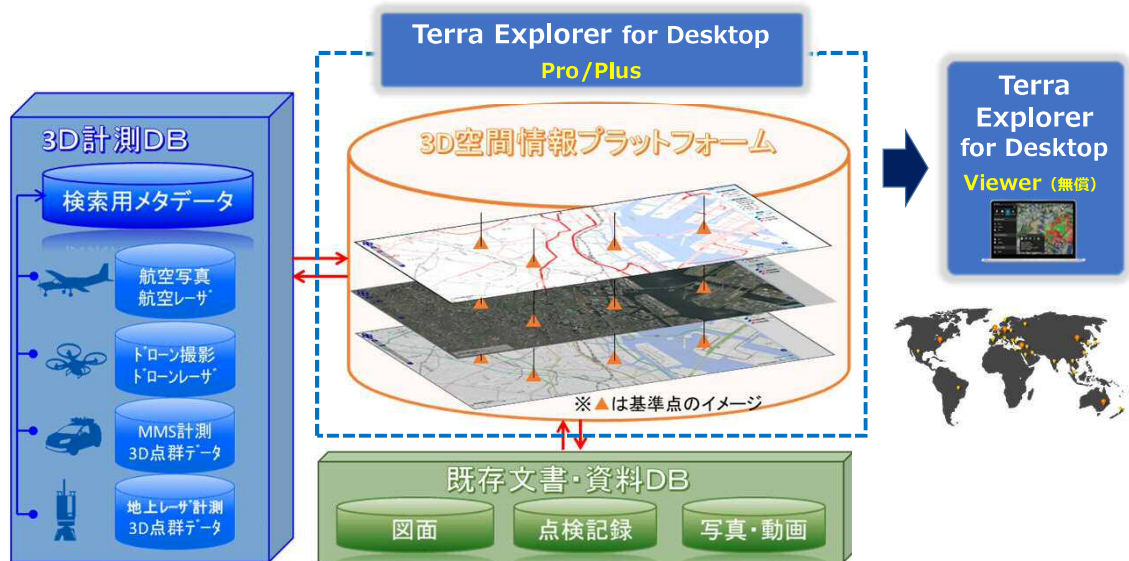 Terra Explorer for Desktop
Pro/Plus
3D計測DB
検索用メタデータ
航空写真
航空レーザﾞ
ﾄﾞローン撮影
ﾄﾞローンレーザﾞ
MMS計測
3D点群データ
地上レーザﾞ計測
3D点群データ
3D空間情報プラットフォーム
※▲は基準点のイメージ
既存文書・資料DB
図面
点検記録
写真・動画
Terra
Explorer
for Desktop
Viewer (無償)